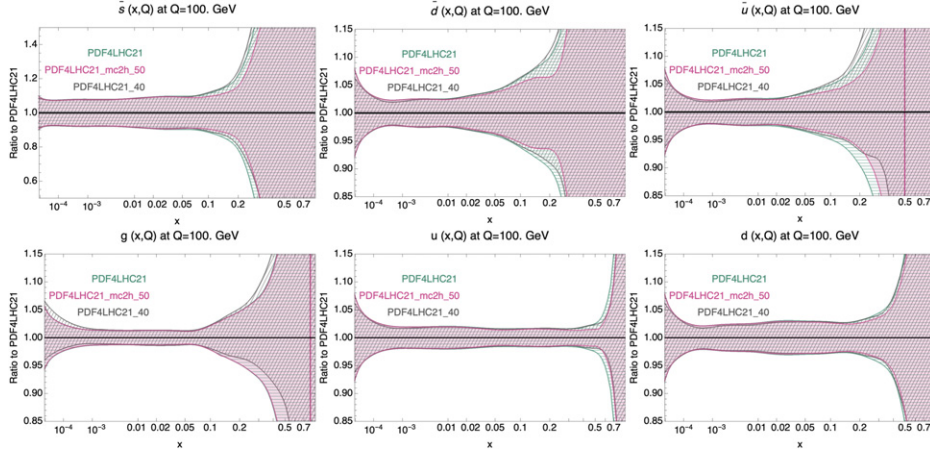 s̄ (x,Q) at Q=100. GeV
Ratio to PDF4LHC21
1.4
1.2
1.0
0.8
0.6
PDF4LHC21
PDF4LHC21_mc2h_50
PDF4LHC21_40
10⁻⁴ 10⁻³ 0.01 0.02 0.05 0.1 0.2 0.5 0.7
x
d̄ (x,Q) at Q=100. GeV
Ratio to PDF4LHC21
1.15
1.10
1.05
1.00
0.95
0.90
0.85
PDF4LHC21
PDF4LHC21_mc2h_50
PDF4LHC21_40
10⁻⁴ 10⁻³ 0.01 0.02 0.05 0.1 0.2 0.5 0.7
x
ū (x,Q) at Q=100. GeV
Ratio to PDF4LHC21
1.15
1.10
1.05
1.00
0.95
0.90
0.85
PDF4LHC21
PDF4LHC21_mc2h_50
PDF4LHC21_40
10⁻⁴ 10⁻³ 0.01 0.02 0.05 0.1 0.2 0.5 0.7
x
g (x,Q) at Q=100. GeV
Ratio to PDF4LHC21
1.15
1.10
1.05
1.00
0.95
0.90
0.85
PDF4LHC21
PDF4LHC21_mc2h_50
PDF4LHC21_40
10⁻⁴ 10⁻³ 0.01 0.02 0.05 0.1 0.2 0.5 0.7
x
u (x,Q) at Q=100. GeV
Ratio to PDF4LHC21
1.15
1.10
1.05
1.00
0.95
0.90
0.85
PDF4LHC21
PDF4LHC21_mc2h_50
PDF4LHC21_40
10⁻⁴ 10⁻³ 0.01 0.02 0.05 0.1 0.2 0.5 0.7
x
d (x,Q) at Q=100. GeV
Ratio to PDF4LHC21
1.15
1.10
1.05
1.00
0.95
0.90
0.85
PDF4LHC21
PDF4LHC21_mc2h_50
PDF4LHC21_40
10⁻⁴ 10⁻³ 0.01 0.02 0.05 0.1 0.2 0.5 0.7
x